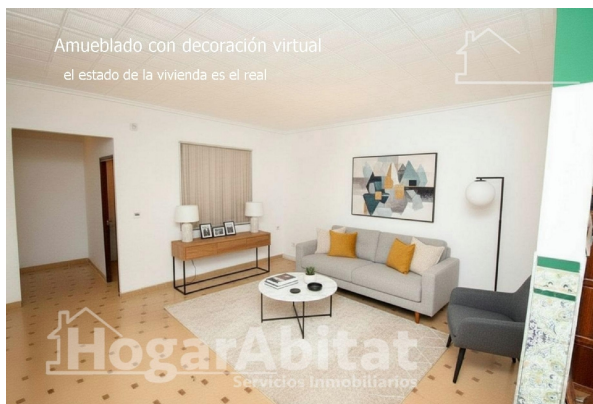 Amueblado con decoración virtual
el estado de la vivienda es el real
HogarAbitat
Servicios Inmobiliarios